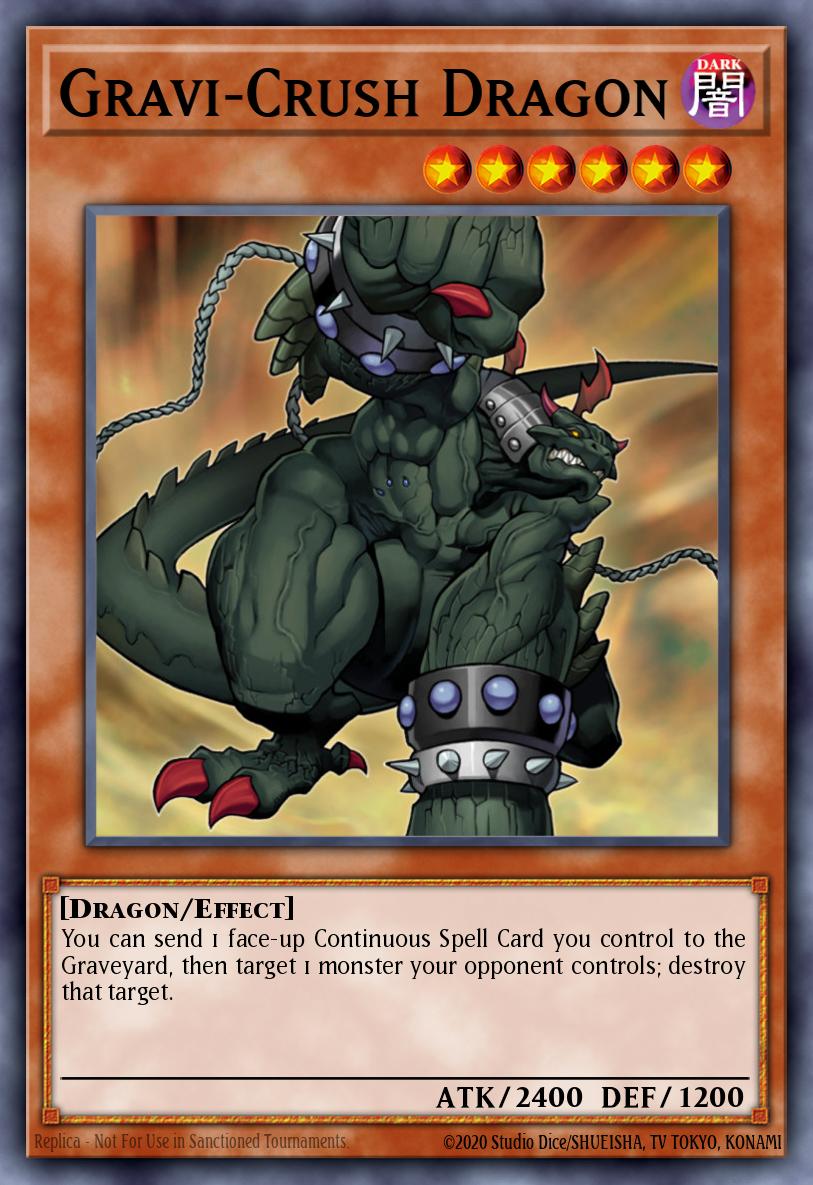 Gravi-Crush Dragon
DARK
闇
[Dragon/Effect]
You can send 1 face-up Continuous Spell Card you control to the
Graveyard, then target 1 monster your opponent controls; destroy
that target.
ATK/2400 DEF/1200
Replica - Not For Use in Sanctioned Tournaments.
©2020 Studio Dice/SHUEISHA, TV TOKYO, KONAMI